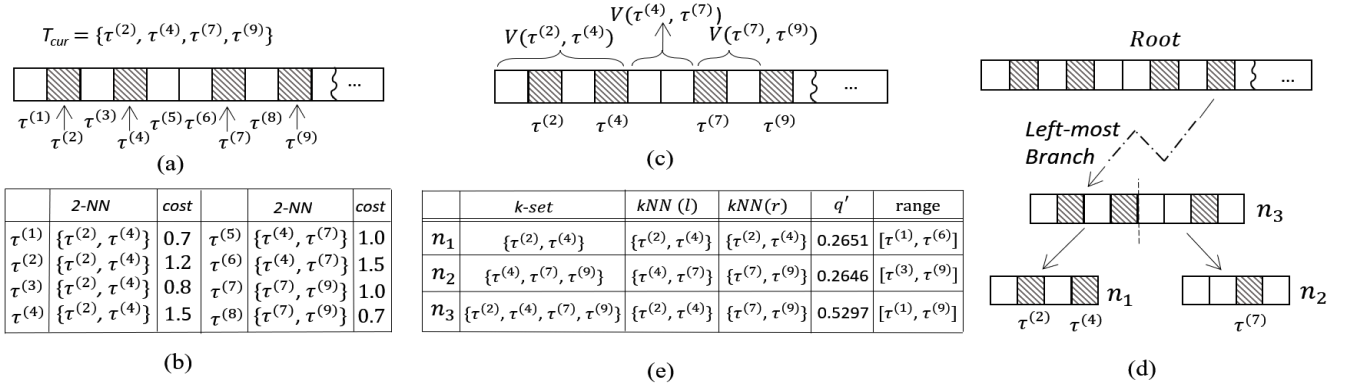 T_cur = {τ^(2), τ^(4), τ^(7), τ^(9)}
...
τ^(1) τ^(2) τ^(3) τ^(4) τ^(5) τ^(6) τ^(7) τ^(8) τ^(9)
(a)
2-NN cost 2-NN cost
τ^(1) {τ^(2), τ^(4)} 0.7 τ^(5) {τ^(4), τ^(7)} 1.0
τ^(2) {τ^(2), τ^(4)} 1.2 τ^(6) {τ^(4), τ^(7)} 1.5
τ^(3) {τ^(2), τ^(4)} 0.8 τ^(7) {τ^(7), τ^(9)} 1.0
τ^(4) {τ^(2), τ^(4)} 1.5 τ^(8) {τ^(7), τ^(9)} 0.7
(b)
V(τ^(4), τ^(7))
V(τ^(2), τ^(4)) V(τ^(7), τ^(9))
...
τ^(2) τ^(4) τ^(7) τ^(9)
(c)
k-set kNN (l) kNN(r) q′ range
n₁ {τ^(2), τ^(4)} {τ^(2), τ^(4)} {τ^(2), τ^(4)} 0.2651 [τ^(1), τ^(6)]
n₂ {τ^(4), τ^(7), τ^(9)} {τ^(4), τ^(7)} {τ^(7), τ^(9)} 0.2646 [τ^(3), τ^(9)]
n₃ {τ^(2), τ^(4), τ^(7), τ^(9)} {τ^(2), τ^(4)} {τ^(7), τ^(9)} 0.5297 [τ^(1), τ^(9)]
(e)
Root
...
Left-most
Branch
n₃
n₁ n₂
τ^(2) τ^(4) τ^(7)
(d)